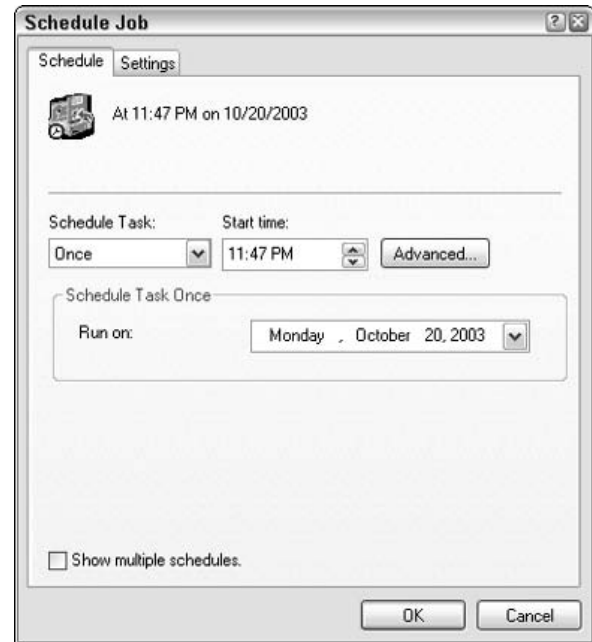 Schedule Job
Schedule Settings
At 11:47 PM on 10/20/2003
Schedule Task: Start time:
Once 11:47 PM Advanced...
Schedule Task Once
Run on: Monday , October 20, 2003
Show multiple schedules.
OK Cancel